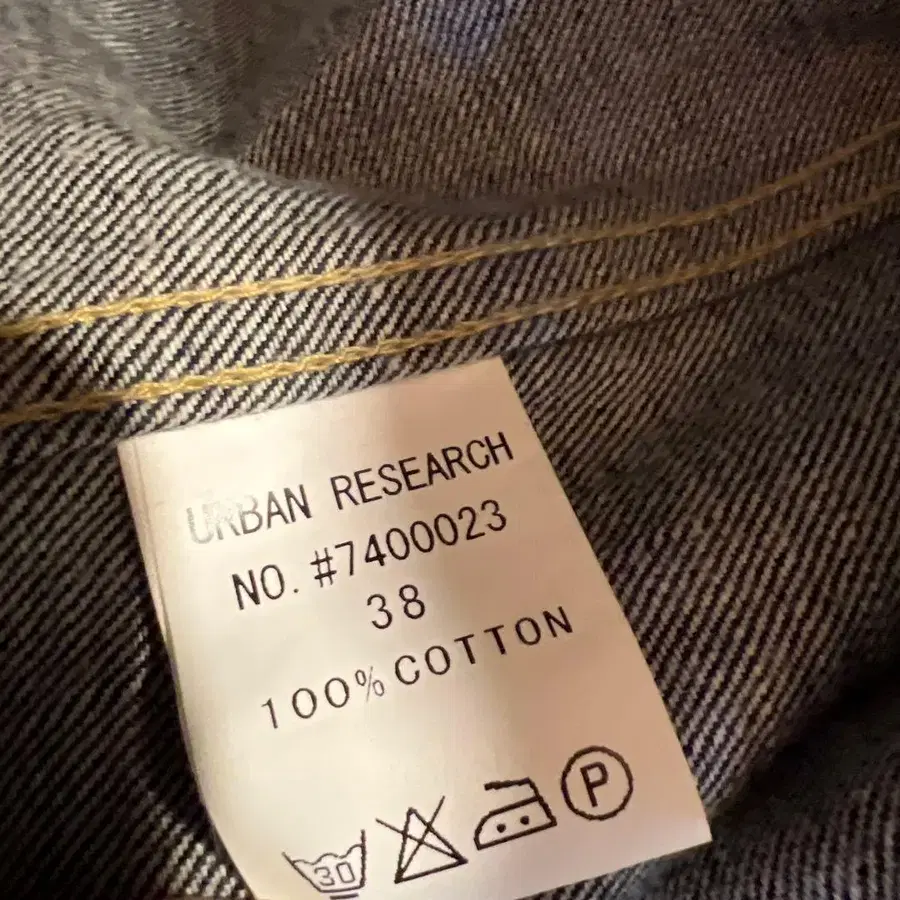 URBAN RESEARCH
NO. #7400023
38
100% COTTON
30 P